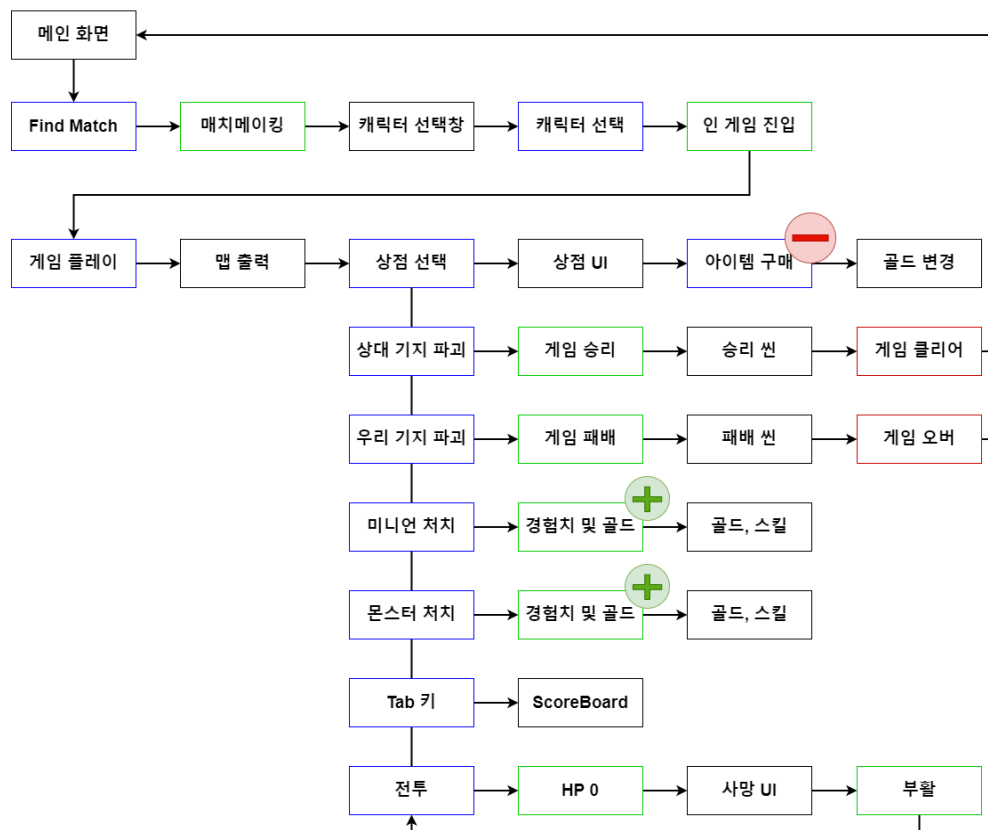 메인 화면
Find Match
매치메이킹
캐릭터 선택창
캐릭터 선택
인 게임 진입
게임 플레이
맵 출력
상점 선택
상점 UI
아이템 구매
골드 변경
상대 기지 파괴
게임 승리
승리 씬
게임 클리어
우리 기지 파괴
게임 패배
패배 씬
게임 오버
미니언 처치
경험치 및 골드
골드, 스킬
몬스터 처치
경험치 및 골드
골드, 스킬
Tab 키
ScoreBoard
전투
HP 0
사망 UI
부활